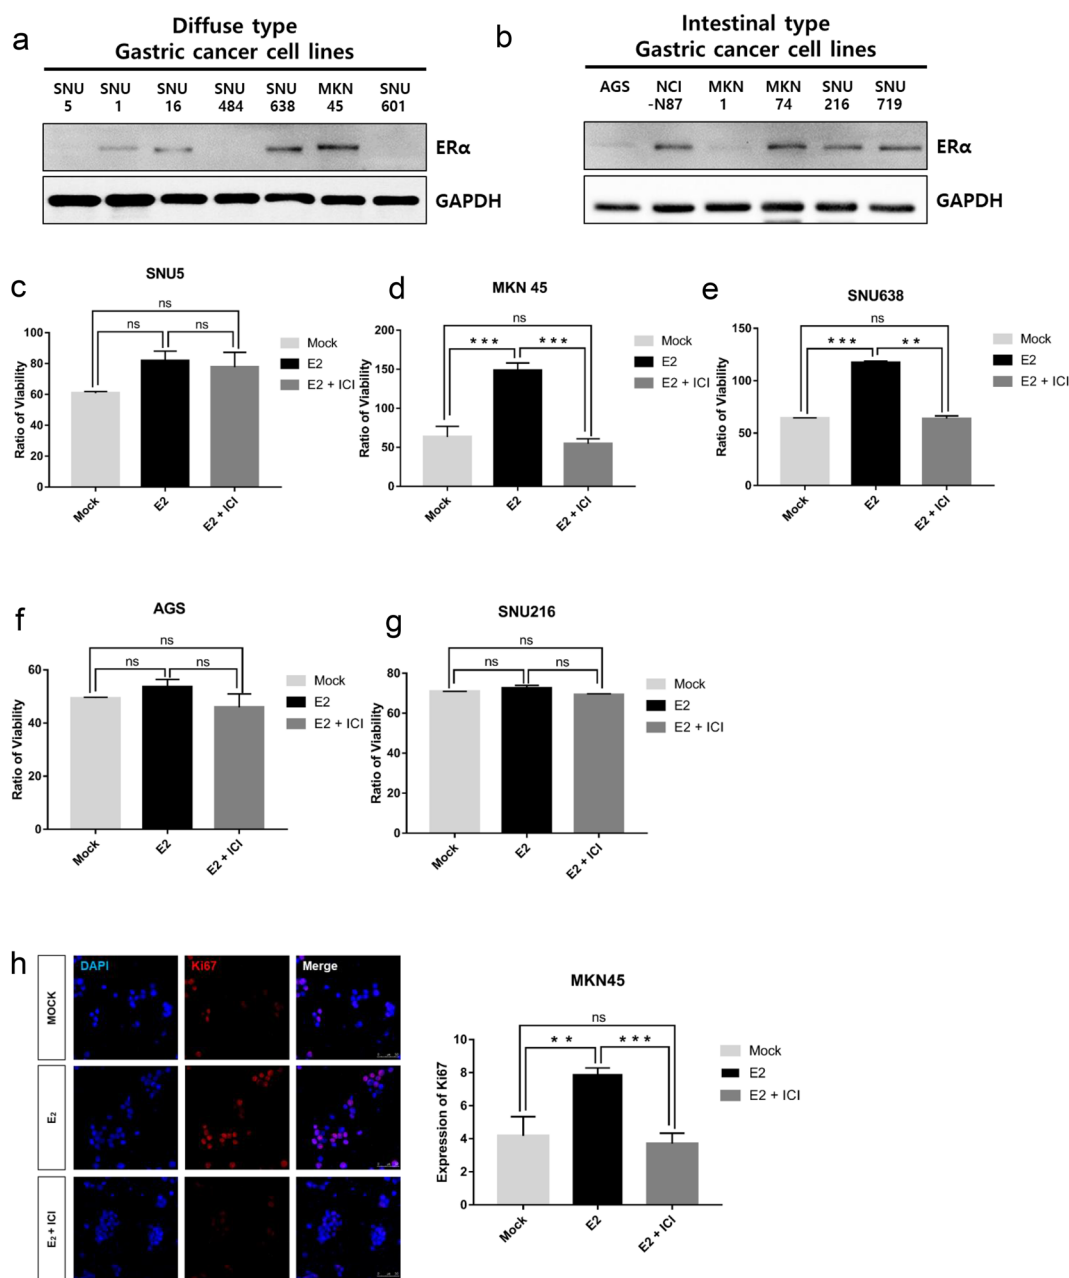 a
Diffuse type
Gastric cancer cell lines
SNU 5
SNU 1
SNU 16
SNU 484
SNU 638
MKN 45
SNU 601
ERα
GAPDH
b
Intestinal type
Gastric cancer cell lines
AGS
NCI -N87
MKN 1
MKN 74
SNU 216
SNU 719
ERα
GAPDH
c
SNU5
ns
ns
ns
Ratio of Viability
100
80
60
40
20
0
Mock
E2
E2 + ICI
Mock
E2
E2 + ICI
d
MKN 45
ns
***
***
Ratio of Viability
200
150
100
50
0
Mock
E2
E2 + ICI
Mock
E2
E2 + ICI
e
SNU638
ns
***
**
Ratio of Viability
150
100
50
0
Mock
E2
E2 + ICI
Mock
E2
E2 + ICI
f
AGS
ns
ns
ns
Ratio of Viability
60
40
20
0
Mock
E2
E2 + ICI
Mock
E2
E2 + ICI
g
SNU216
ns
ns
ns
Ratio of Viability
80
60
40
20
0
Mock
E2
E2 + ICI
Mock
E2
E2 + ICI
h
DAPI
Ki67
Merge
MOCK
E₂
E₂ + ICI
MKN45
ns
**
***
Expression of Ki67
10
8
6
4
2
0
Mock
E2
E2 + ICI
Mock
E2
E2 + ICI